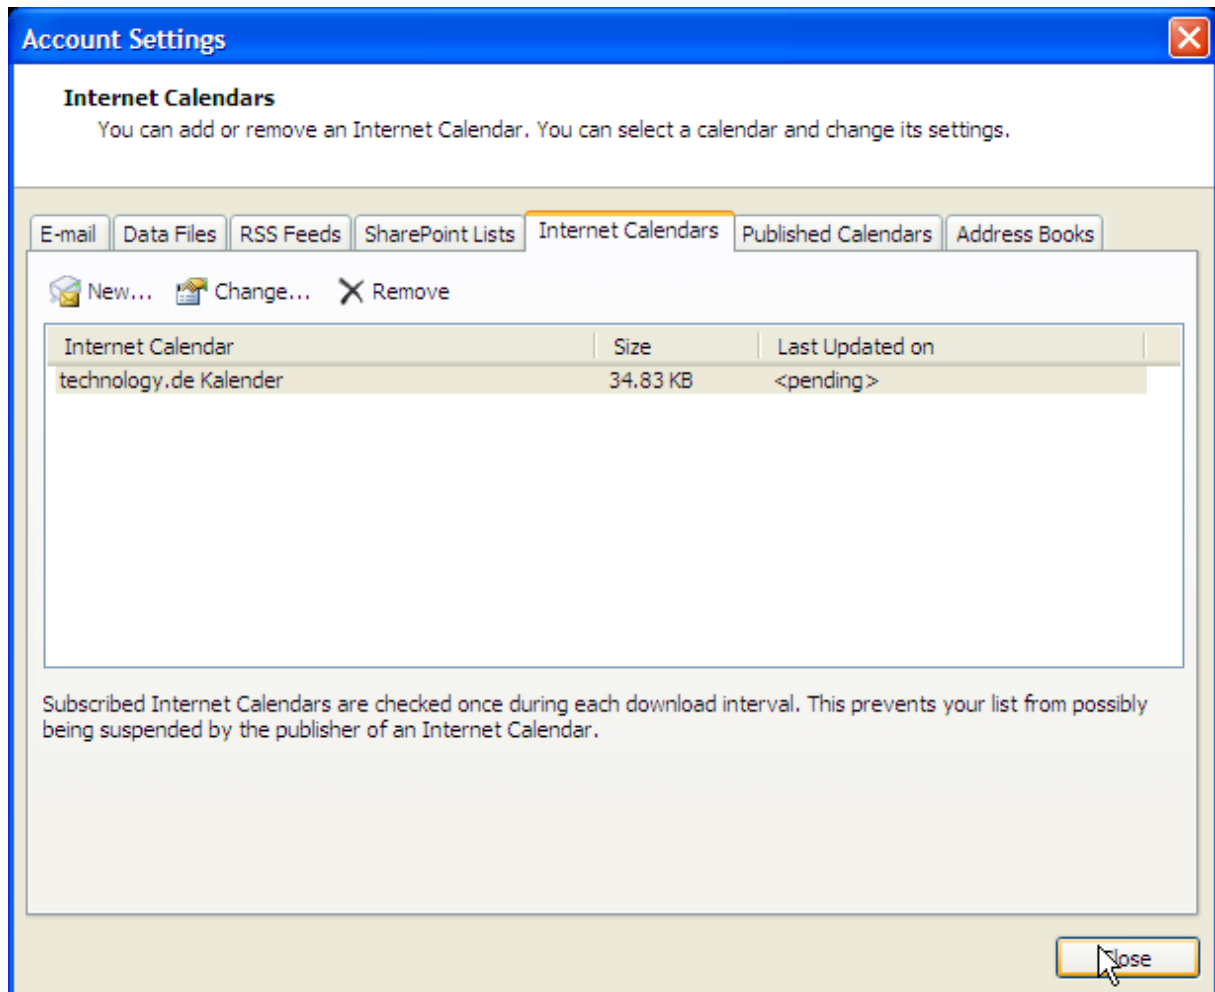 Account Settings
Internet Calendars
You can add or remove an Internet Calendar. You can select a calendar and change its settings.
E-mail Data Files RSS Feeds SharePoint Lists Internet Calendars Published Calendars Address Books
New... Change... Remove
Internet Calendar Size Last Updated on
technology.de Kalender 34.83 KB <pending>
Subscribed Internet Calendars are checked once during each download interval. This prevents your list from possibly
being suspended by the publisher of an Internet Calendar.
Close